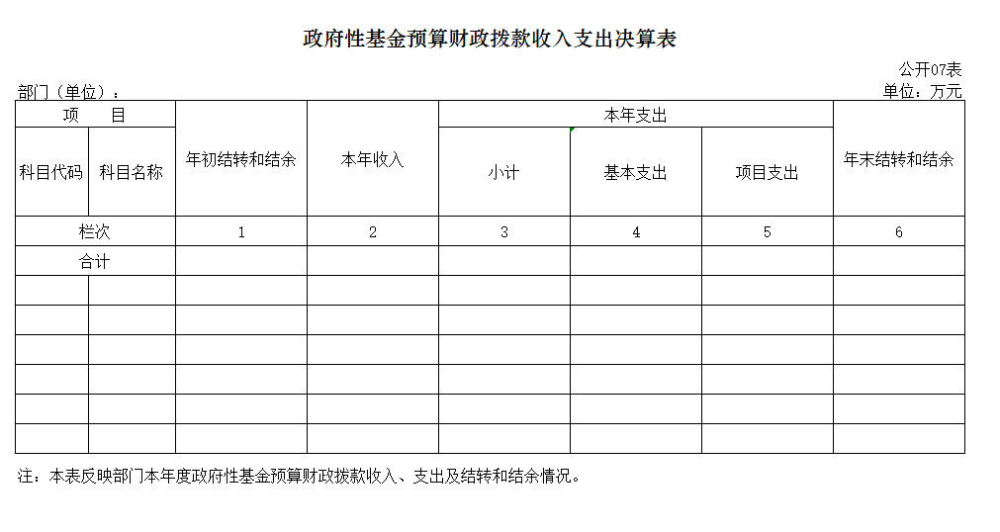 政府性基金预算财政拨款收入支出决算表
公开07表
部门（单位）：
单位：万元
项 目 年初结转和结余 本年收入 本年支出 年末结转和结余
科目代码 科目名称 小计 基本支出 项目支出
栏次 1 2 3 4 5 6
合计
注：本表反映部门本年度政府性基金预算财政拨款收入、支出及结转和结余情况。